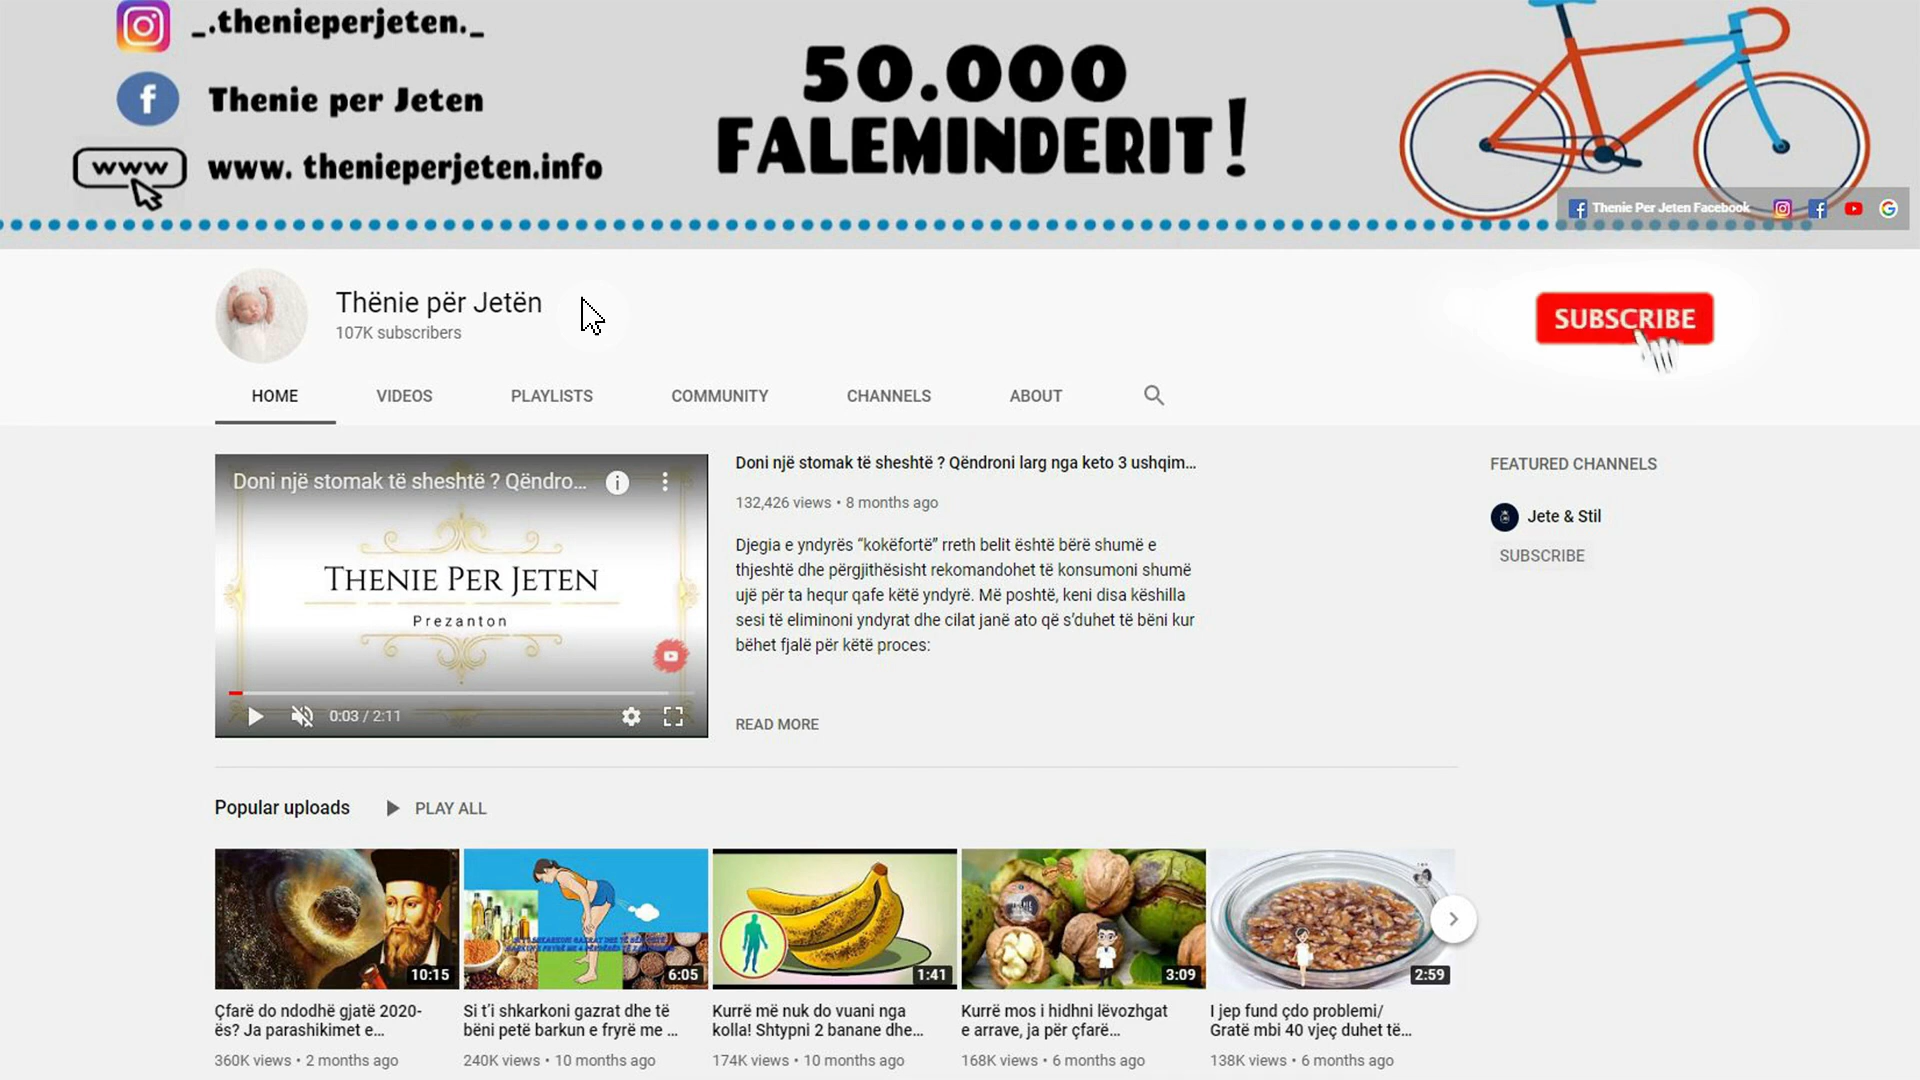 _.thenieperjeten._
Thenie per Jeten
www
www. thenieperjeten.info
50.000
FALEMINDERIT!
Thenie Per Jeten Facebook
Thënie për Jetën
107K subscribers
SUBSCRIBE
HOME VIDEOS PLAYLISTS COMMUNITY CHANNELS ABOUT
Doni një stomak të sheshtë ? Qëndro...
THENIE PER JETEN
Prezanton
0:03 / 2:11
Doni një stomak të sheshtë ? Qëndroni larg nga keto 3 ushqim...
132,426 views • 8 months ago
Djegia e yndyrës “kokëfortë” rreth belit është bërë shumë e
thjeshtë dhe përgjithësisht rekomandohet të konsumoni shumë
ujë për ta hequr qafe këtë yndyrë. Më poshtë, keni disa këshilla
sesi të eliminoni yndyrat dhe cilat janë ato që s’duhet të bëni kur
bëhet fjalë për këtë proces:
READ MORE
FEATURED CHANNELS
Jete & Stil
SUBSCRIBE
Popular uploads PLAY ALL
10:15
Çfarë do ndodhë gjatë 2020-
ës? Ja parashikimet e...
360K views • 2 months ago
6:05
Si t’i shkarkoni gazrat dhe të
bëni petë barkun e fryrë me ...
240K views • 10 months ago
1:41
Kurrë më nuk do vuani nga
kolla! Shtypni 2 banane dhe...
174K views • 10 months ago
3:09
Kurrë mos i hidhni lëvozhgat
e arrave, ja për çfarë...
168K views • 6 months ago
2:59
I jep fund çdo problemi/
Gratë mbi 40 vjeç duhet të...
138K views • 6 months ago